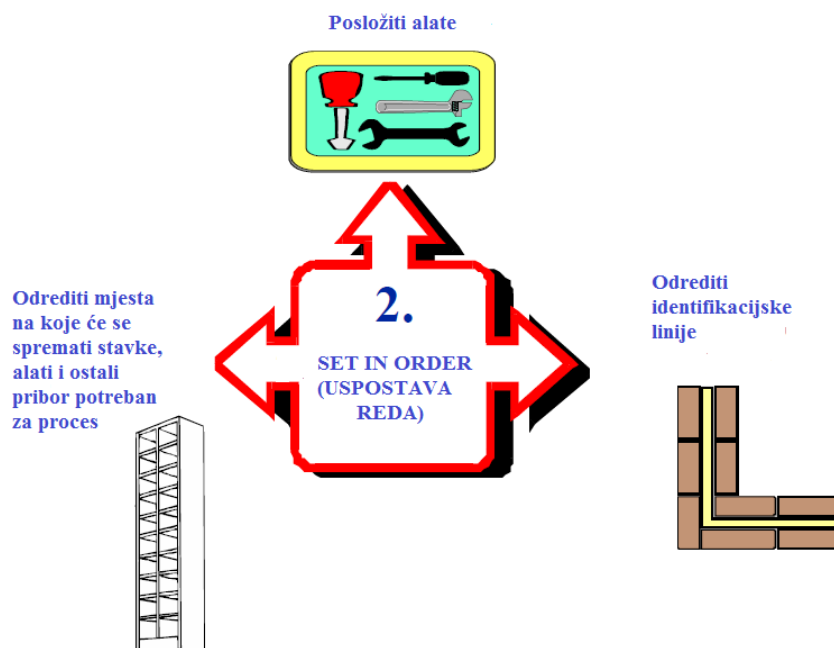 Posložiti alate
Odrediti mjesta
na koje će se
spremati stavke,
alati i ostali
pribor potreban
za proces
2.
SET IN ORDER
(USPOSTAVA
REDA)
Odrediti
identifikacijske
linije